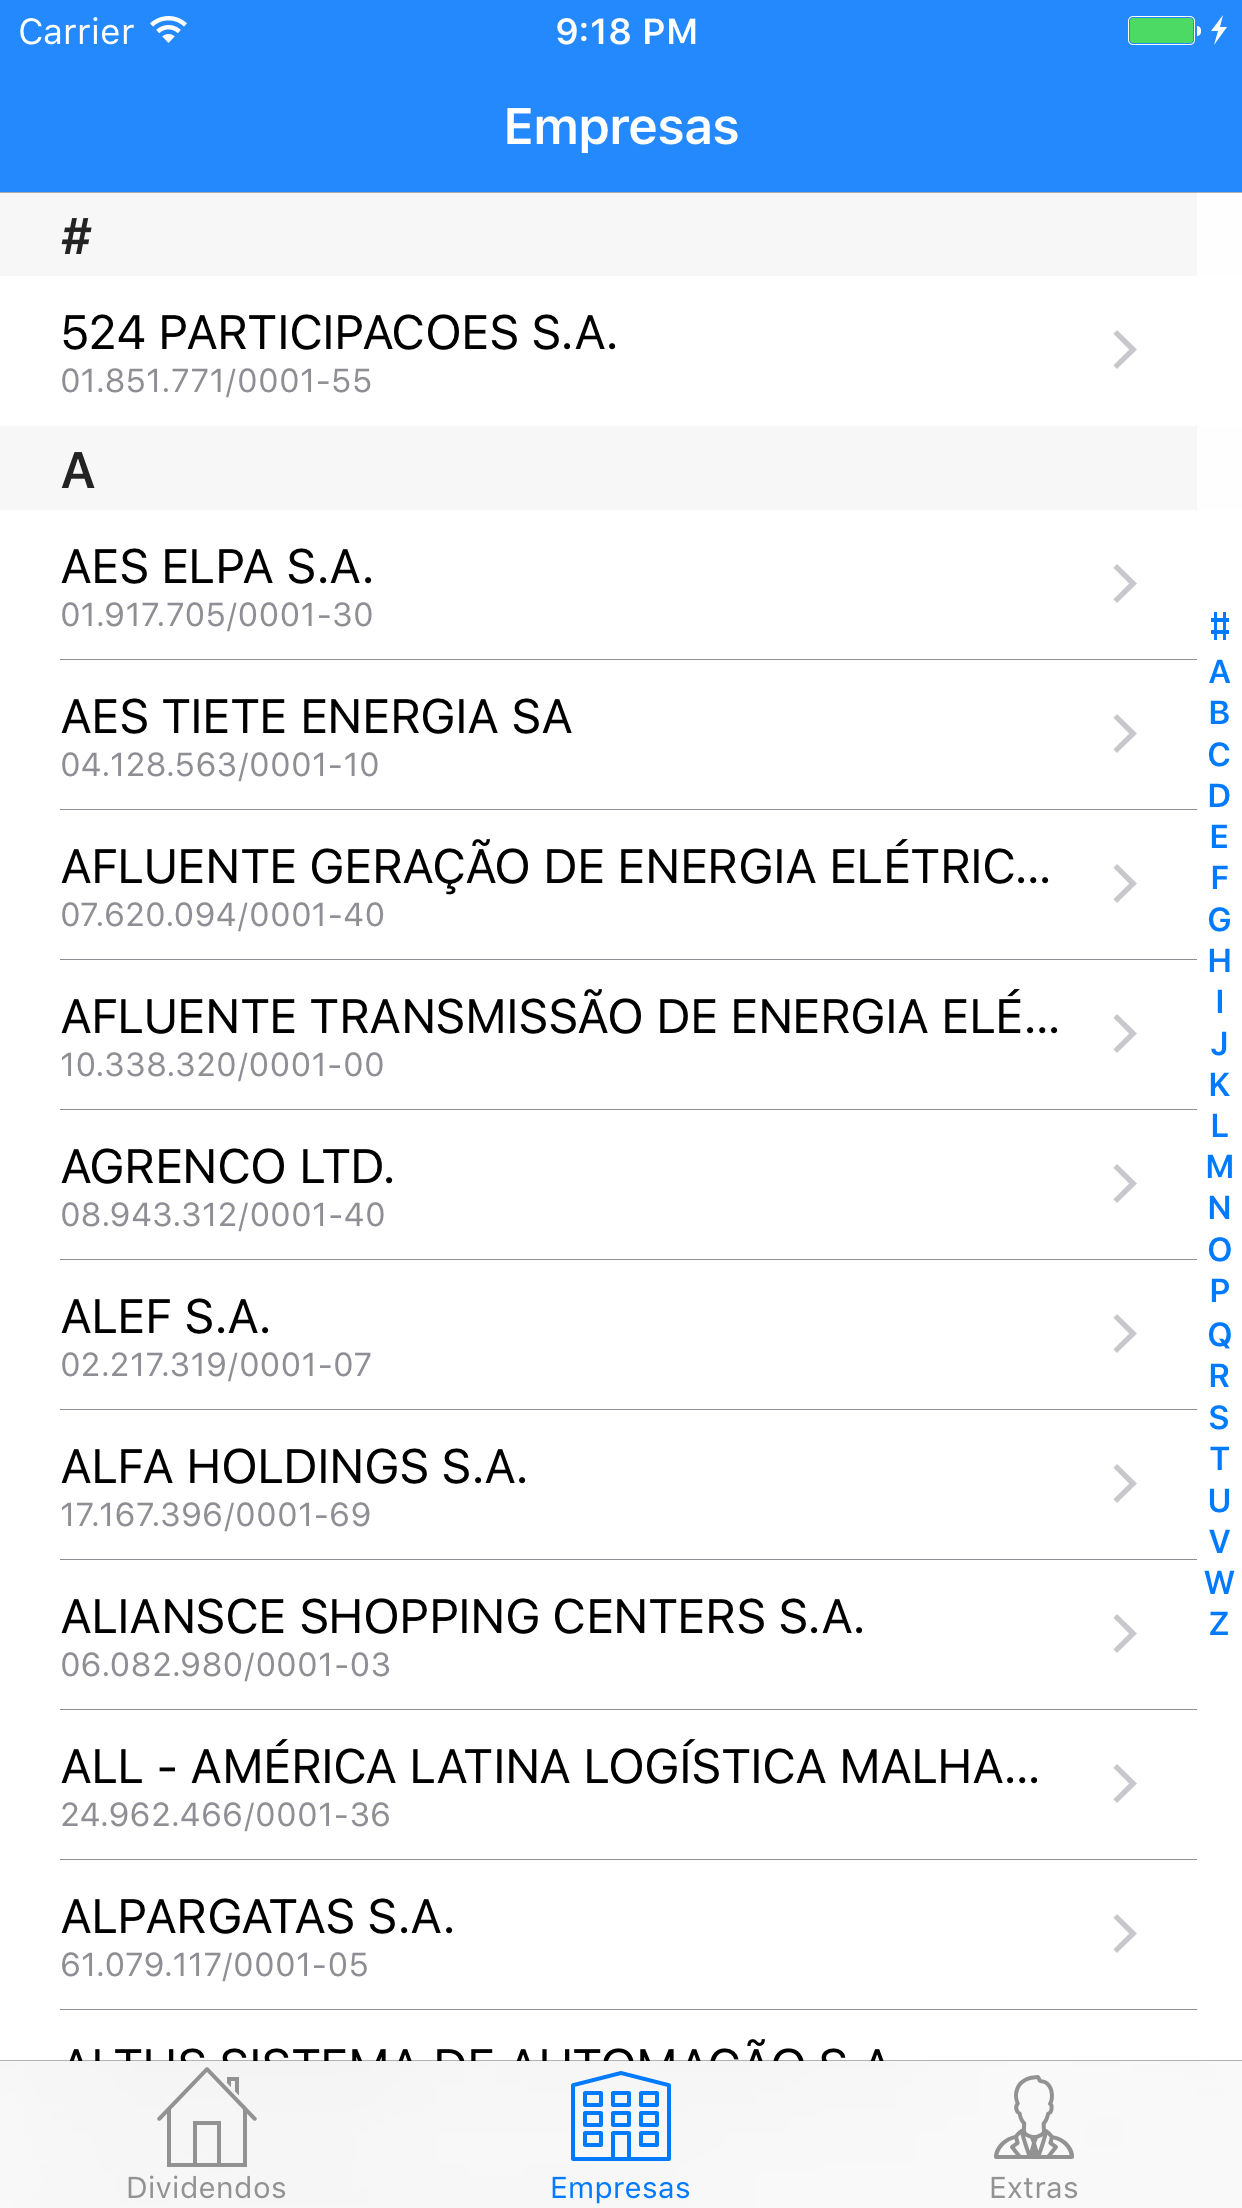 Carrier 9:18 PM
Empresas
#
524 PARTICIPACOES S.A.
01.851.771/0001-55
A
AES ELPA S.A.
01.917.705/0001-30
AES TIETE ENERGIA SA
04.128.563/0001-10
AFLUENTE GERAÇÃO DE ENERGIA ELÉTRIC...
07.620.094/0001-40
AFLUENTE TRANSMISSÃO DE ENERGIA ELÉ...
10.338.320/0001-00
AGRENCO LTD.
08.943.312/0001-40
ALEF S.A.
02.217.319/0001-07
ALFA HOLDINGS S.A.
17.167.396/0001-69
ALIANSCE SHOPPING CENTERS S.A.
06.082.980/0001-03
ALL - AMÉRICA LATINA LOGÍSTICA MALHA...
24.962.466/0001-36
ALPARGATAS S.A.
61.079.117/0001-05
ALTUS SISTEMA DE AUTOMAÇÃO S.A.
#
A
B
C
D
E
F
G
H
I
J
K
L
M
N
O
P
Q
R
S
T
U
V
W
Z
Dividendos
Empresas
Extras